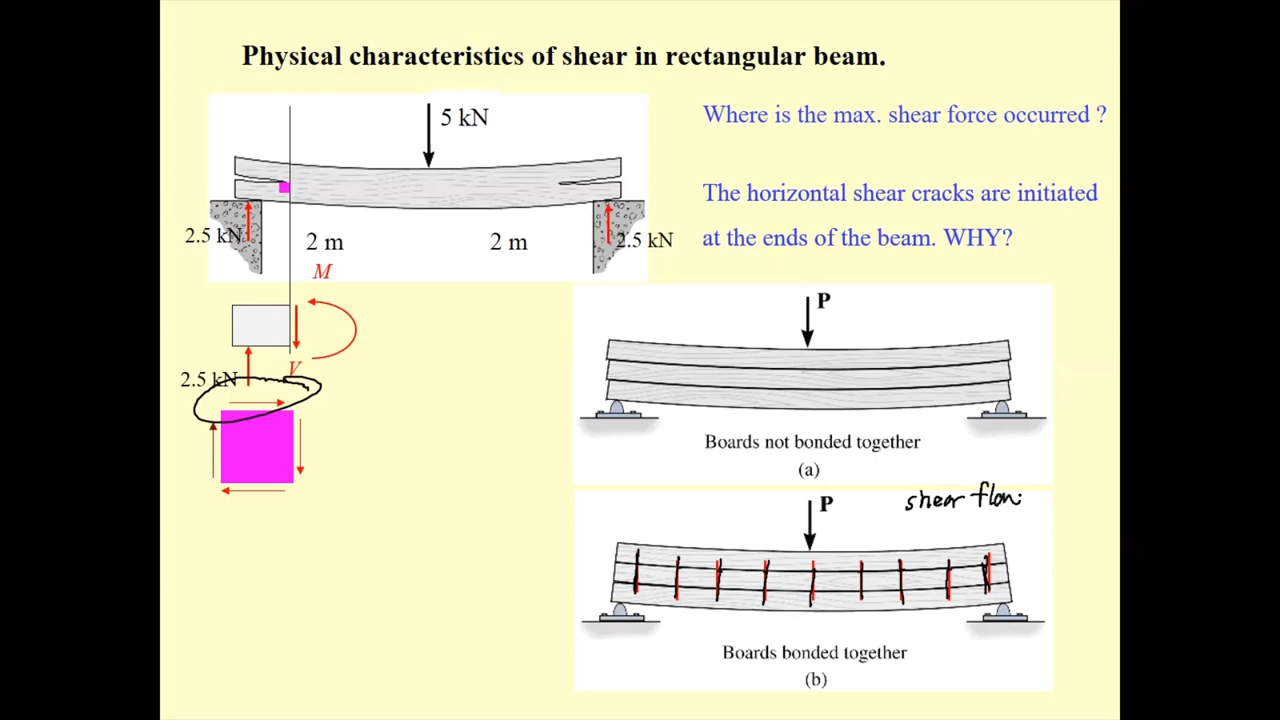 Physical characteristics of shear in rectangular beam.
5 kN
Where is the max. shear force occurred ?
The horizontal shear cracks are initiated
at the ends of the beam. WHY?
2.5 kN
2 m
2 m
2.5 kN
M
P
V
2.5 kN
Boards not bonded together
(a)
P
shear flow
Boards bonded together
(b)